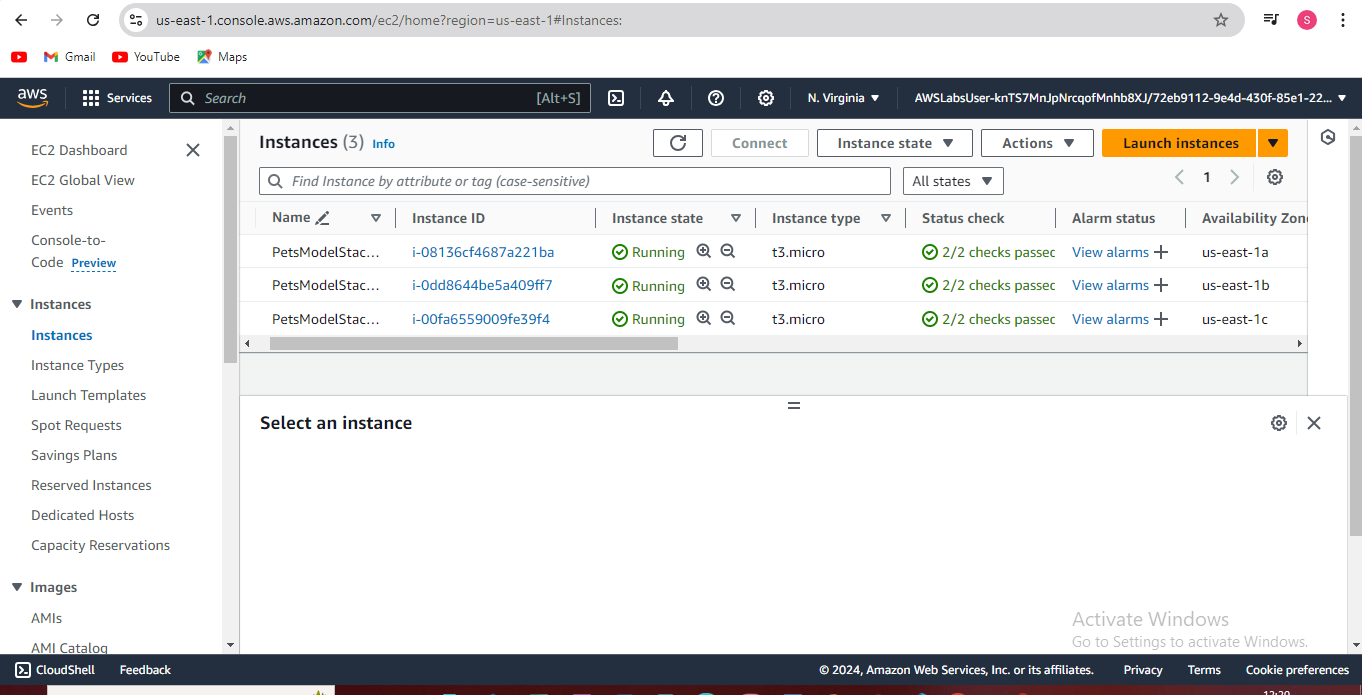 us-east-1.console.aws.amazon.com/ec2/home?region=us-east-1#Instances:
S
Gmail YouTube Maps
aws Services Search [Alt+S] N. Virginia AWSLabsUser-knTS7MnJpNrcqofMnhb8XJ/72eb9112-9e4d-430f-85e1-22...
EC2 Dashboard
EC2 Global View
Events
Console-to-
Code Preview
Instances
Instances
Instance Types
Launch Templates
Spot Requests
Savings Plans
Reserved Instances
Dedicated Hosts
Capacity Reservations
Images
AMIs
AMI Catalog
Instances (3) Info Connect Instance state Actions Launch instances
Find Instance by attribute or tag (case-sensitive) All states 1
Name Instance ID Instance state Instance type Status check Alarm status Availability Zon
PetsModelStac... i-08136cf4687a221ba Running t3.micro 2/2 checks passed View alarms us-east-1a
PetsModelStac... i-0dd8644be5a409ff7 Running t3.micro 2/2 checks passed View alarms us-east-1b
PetsModelStac... i-00fa6559009fe39f4 Running t3.micro 2/2 checks passed View alarms us-east-1c
Select an instance
Activate Windows
Go to Settings to activate Windows.
CloudShell Feedback © 2024, Amazon Web Services, Inc. or its affiliates. Privacy Terms Cookie preferences